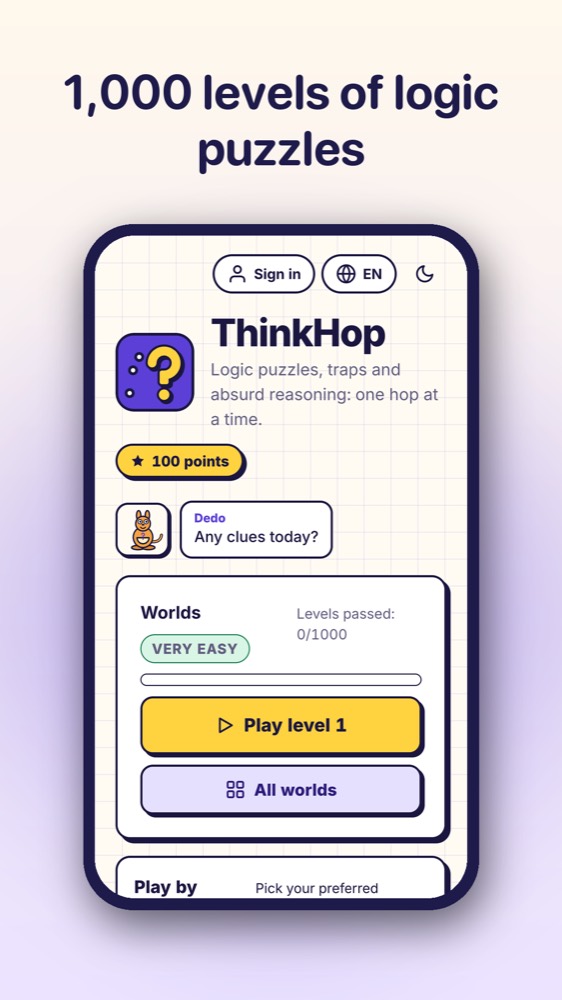 1,000 levels of logic
puzzles
Sign in
EN
ThinkHop
Logic puzzles, traps and
absurd reasoning: one hop at
a time.
100 points
Dedo
Any clues today?
Worlds
Levels passed:
0/1000
VERY EASY
Play level 1
All worlds
Play by
Pick your preferred